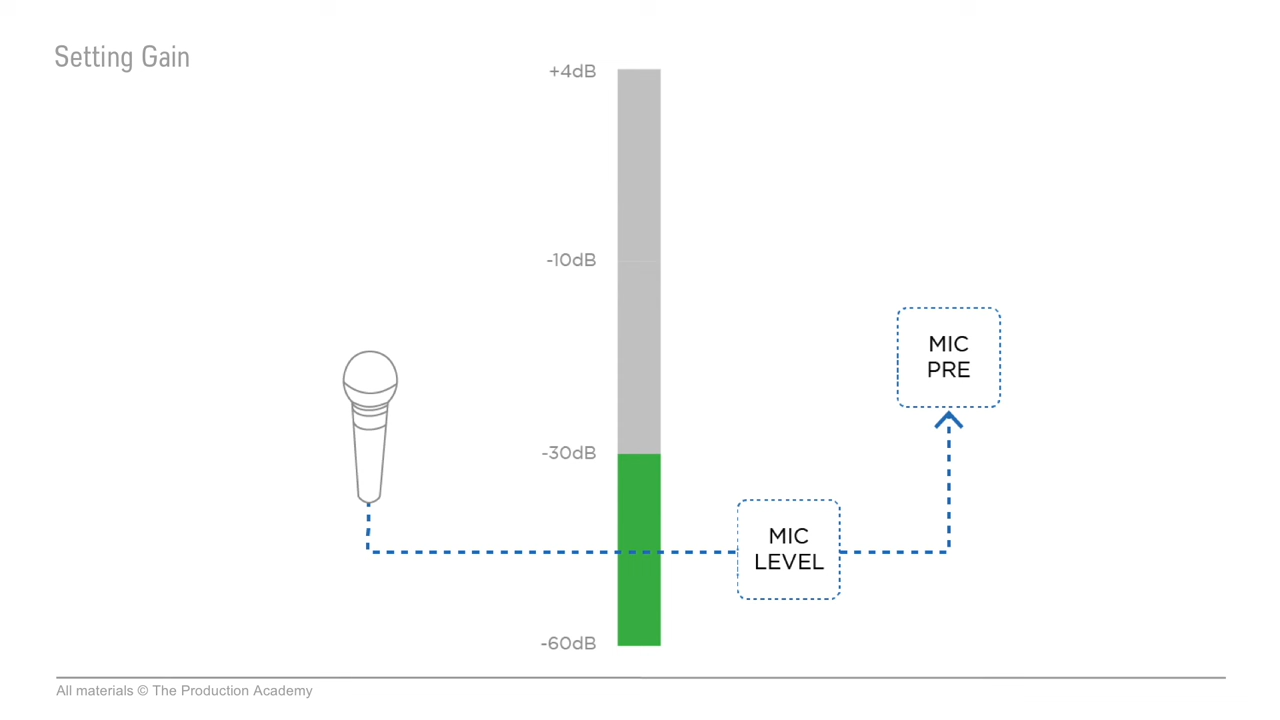 Setting Gain
+4dB
-10dB
MIC
PRE
-30dB
MIC
LEVEL
-60dB
All materials © The Production Academy